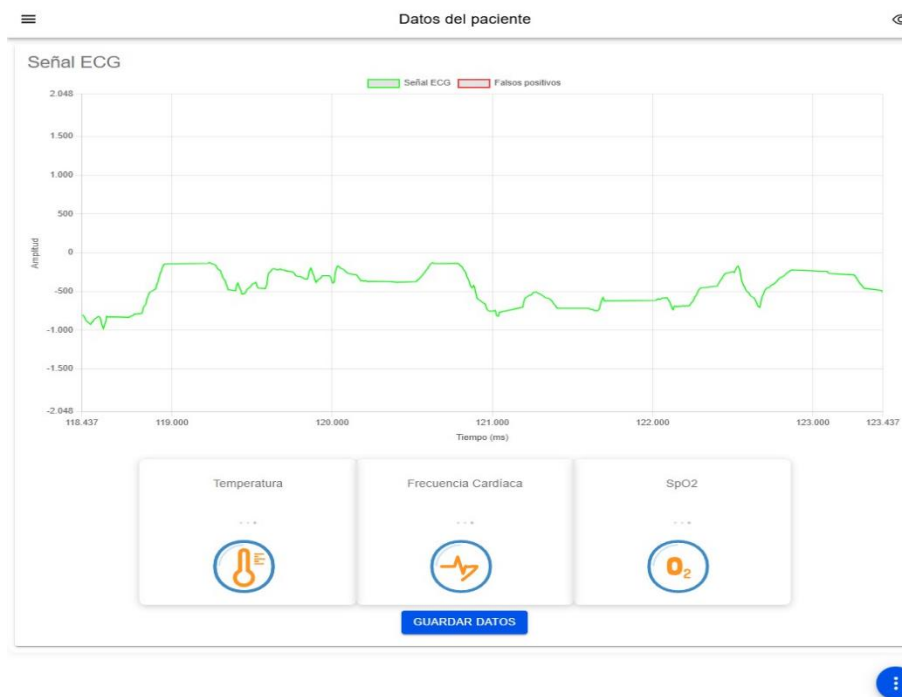 Datos del paciente
Señal ECG
Señal ECG Falsos positivos
2.048
1.500
1.000
500
0
-500
-1.000
-1.500
-2.048
Ampitud
118.437 119.000 120.000 121.000 122.000 123.000 123.437
Tiempo (ms)
Temperatura Frecuencia Cardíaca SpO2
O2
GUARDAR DATOS